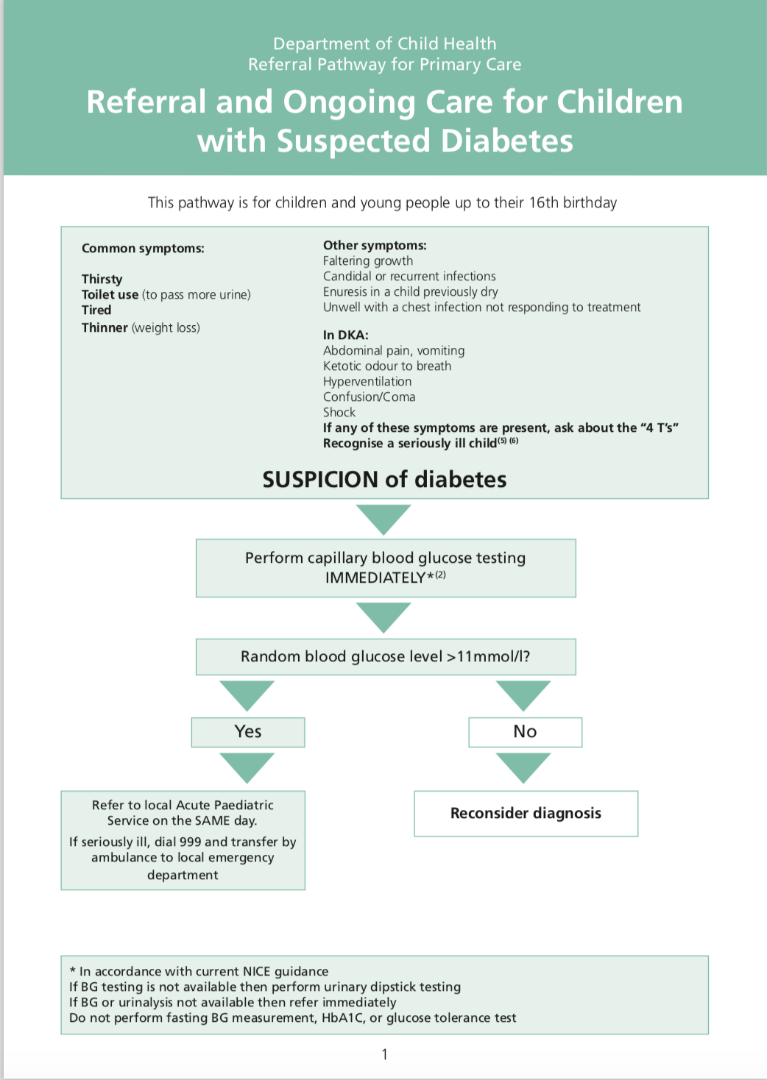 Department of Child Health
Referral Pathway for Primary Care
Referral and Ongoing Care for Children
with Suspected Diabetes
This pathway is for children and young people up to their 16th birthday
Common symptoms:
Thirsty
Toilet use (to pass more urine)
Tired
Thinner (weight loss)
Other symptoms:
Faltering growth
Candidal or recurrent infections
Enuresis in a child previously dry
Unwell with a chest infection not responding to treatment
In DKA:
Abdominal pain, vomiting
Ketotic odour to breath
Hyperventilation
Confusion/Coma
Shock
If any of these symptoms are present, ask about the “4 T’s”
Recognise a seriously ill child(5) (6)
SUSPICION of diabetes
Perform capillary blood glucose testing
IMMEDIATELY*(2)
Random blood glucose level >11mmol/l?
Yes
No
Refer to local Acute Paediatric
Service on the SAME day.
If seriously ill, dial 999 and transfer by
ambulance to local emergency
department
Reconsider diagnosis
* In accordance with current NICE guidance
If BG testing is not available then perform urinary dipstick testing
If BG or urinalysis not available then refer immediately
Do not perform fasting BG measurement, HbA1C, or glucose tolerance test
1